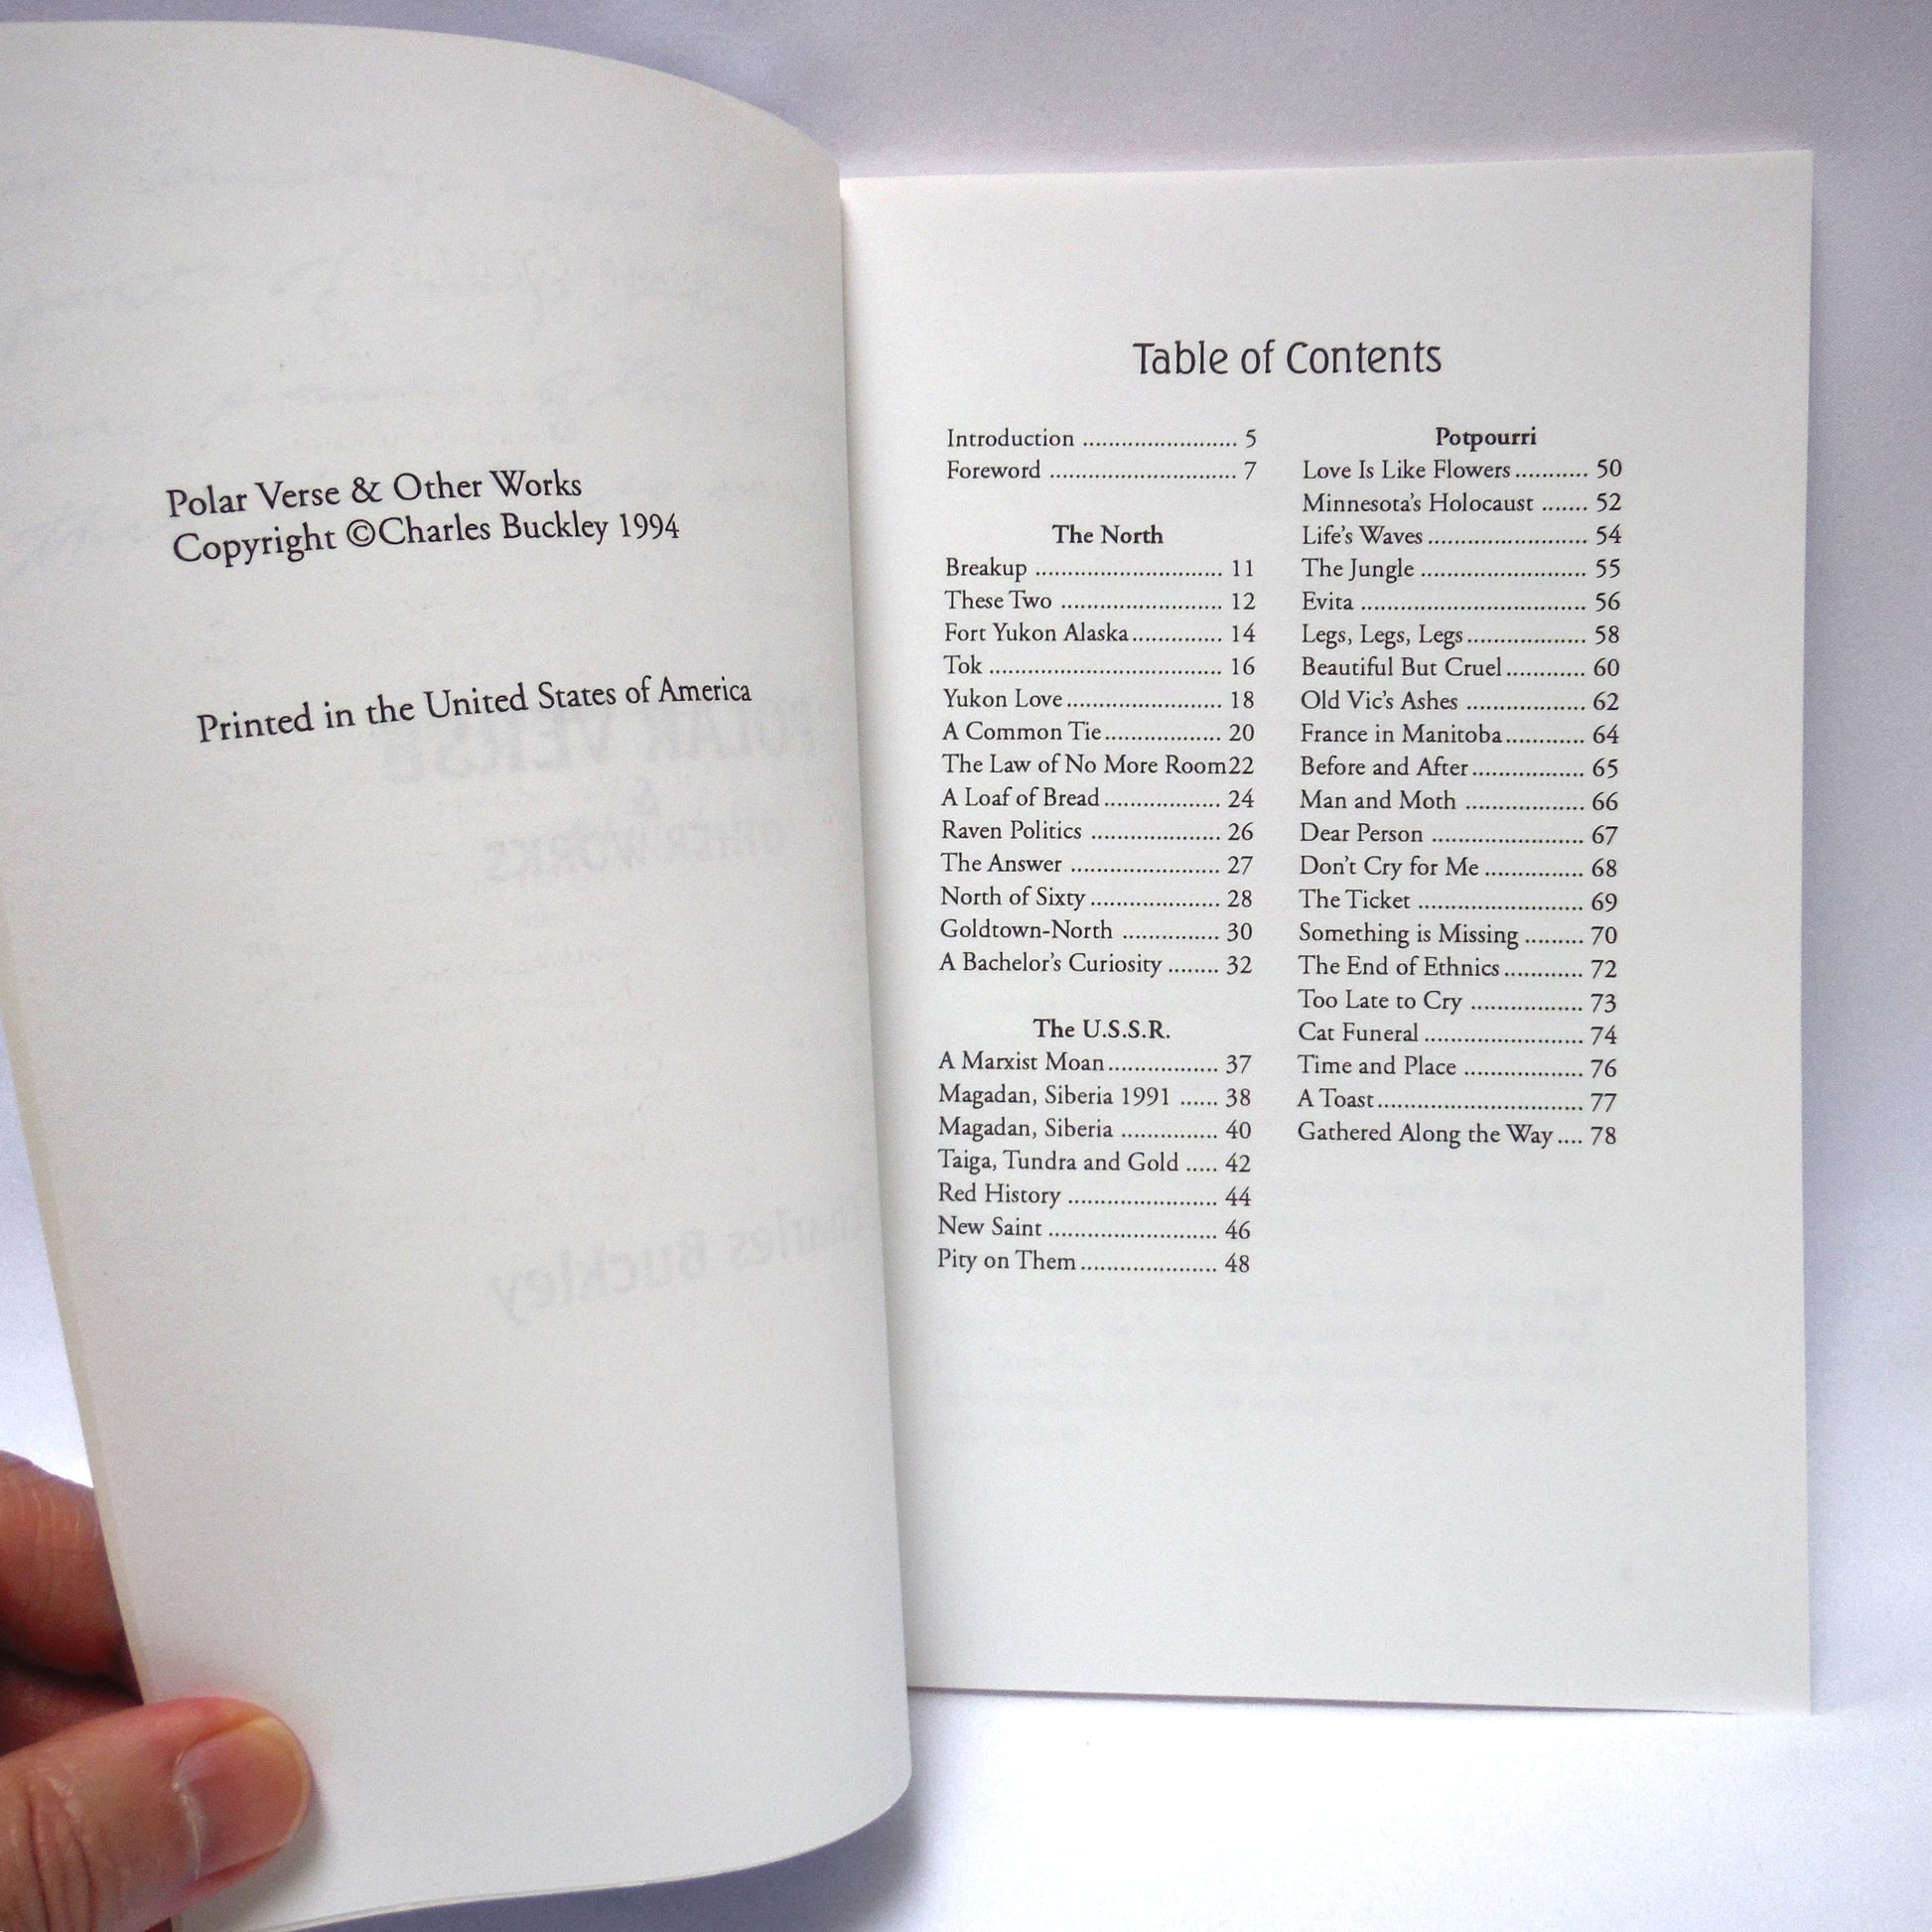 Polar Verse & Other Works
Copyright ©Charles Buckley 1994
Printed in the United States of America
Table of Contents
Introduction ........................ 5
Foreword ............................. 7
The North
Breakup ............................. 11
These Two ......................... 12
Fort Yukon Alaska.............. 14
Tok .................................... 16
Yukon Love........................ 18
A Common Tie.................. 20
The Law of No More Room22
A Loaf of Bread.................. 24
Raven Politics .................... 26
The Answer ....................... 27
North of Sixty.................... 28
Goldtown-North ............... 30
A Bachelor's Curiosity ........ 32
The U.S.S.R.
A Marxist Moan................. 37
Magadan, Siberia 1991 ...... 38
Magadan, Siberia ............... 40
Taiga, Tundra and Gold ..... 42
Red History ....................... 44
New Saint .......................... 46
Pity on Them..................... 48
Potpourri
Love Is Like Flowers........... 50
Minnesota's Holocaust ....... 52
Life's Waves......................... 54
The Jungle .......................... 55
Evita ................................... 56
Legs, Legs, Legs................... 58
Beautiful But Cruel............ 60
Old Vic's Ashes .................. 62
France in Manitoba............ 64
Before and After................. 65
Man and Moth .................. 66
Dear Person ....................... 67
Don't Cry for Me............... 68
The Ticket ......................... 69
Something is Missing ......... 70
The End of Ethnics............ 72
Too Late to Cry ................. 73
Cat Funeral........................ 74
Time and Place .................. 76
A Toast................................ 77
Gathered Along the Way.... 78